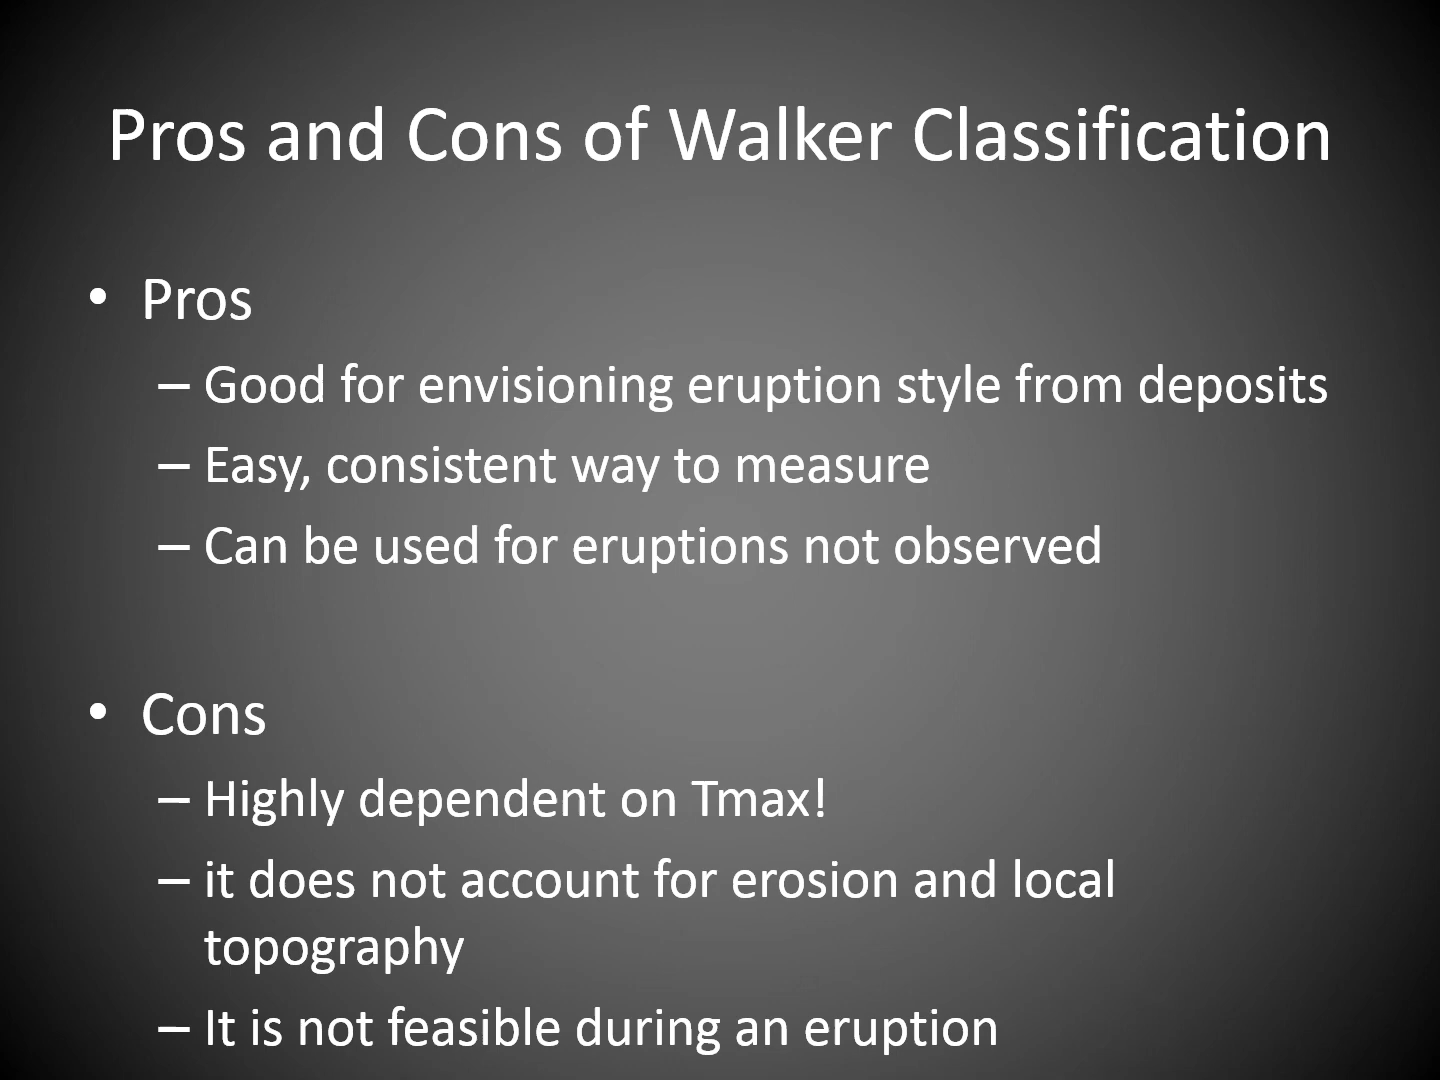 Pros and Cons of Walker Classification
• Pros
– Good for envisioning eruption style from deposits
– Easy, consistent way to measure
– Can be used for eruptions not observed
• Cons
– Highly dependent on Tmax!
– it does not account for erosion and local
topography
– It is not feasible during an eruption